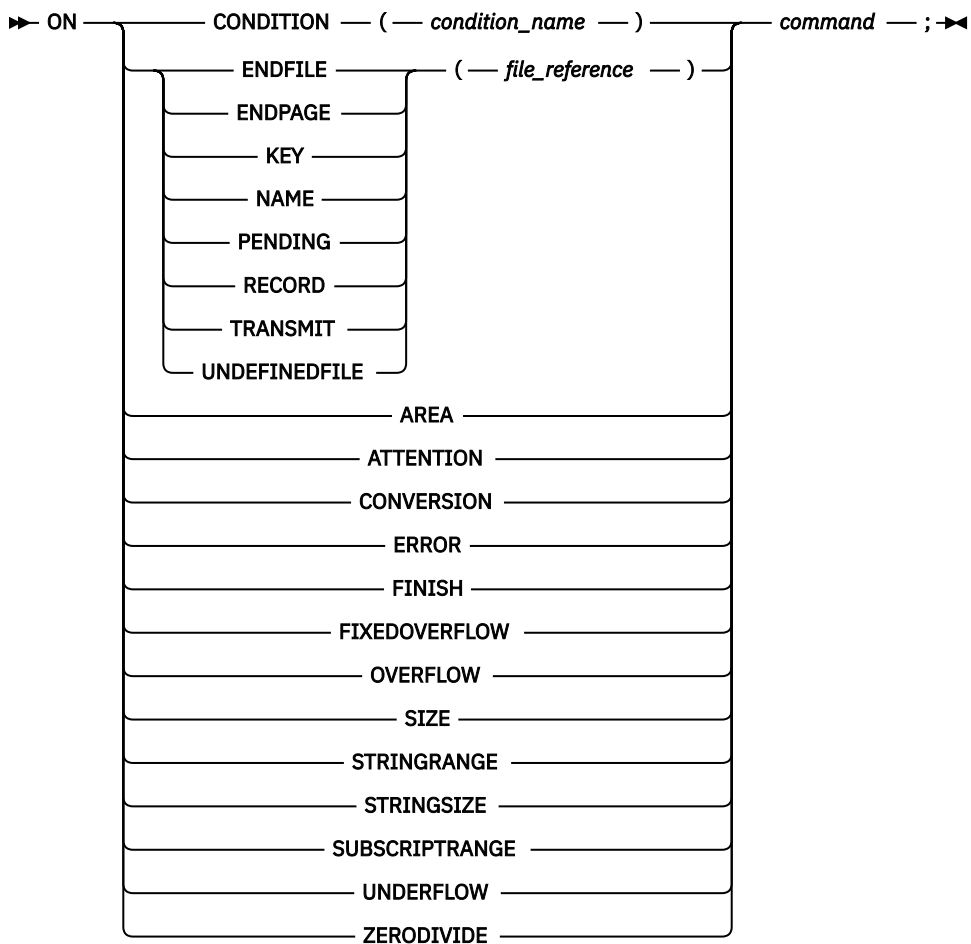 ON CONDITION ( condition_name ) command ;
ENDFILE ( file_reference )
ENDPAGE
KEY
NAME
PENDING
RECORD
TRANSMIT
UNDEFINEDFILE
AREA
ATTENTION
CONVERSION
ERROR
FINISH
FIXEDOVERFLOW
OVERFLOW
SIZE
STRINGRANGE
STRINGSIZE
SUBSCRIPTRANGE
UNDERFLOW
ZERODIVIDE